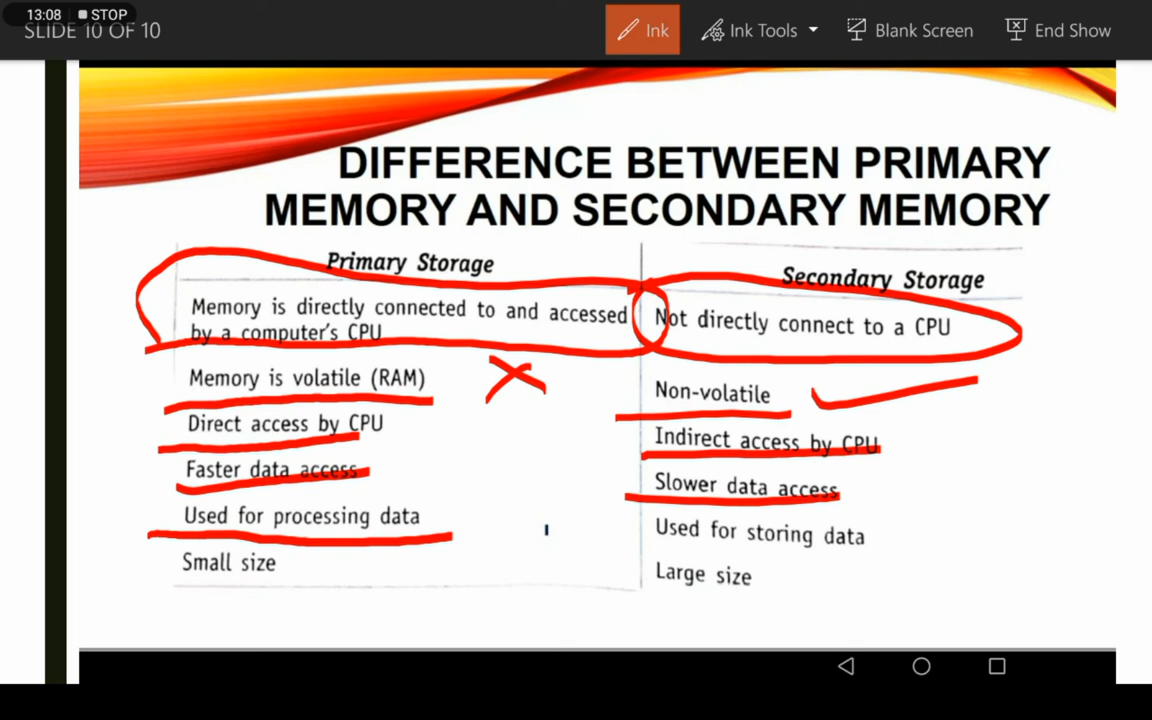 13:08 STOP
SLIDE 10 OF 10
Ink
Ink Tools
Blank Screen
End Show
DIFFERENCE BETWEEN PRIMARY
MEMORY AND SECONDARY MEMORY
Primary Storage
Secondary Storage
Memory is directly connected to and accessed
by a computer's CPU
Not directly connect to a CPU
Memory is volatile (RAM)
Non-volatile
Direct access by CPU
Indirect access by CPU
Faster data access
Slower data access
Used for processing data
Used for storing data
Small size
Large size